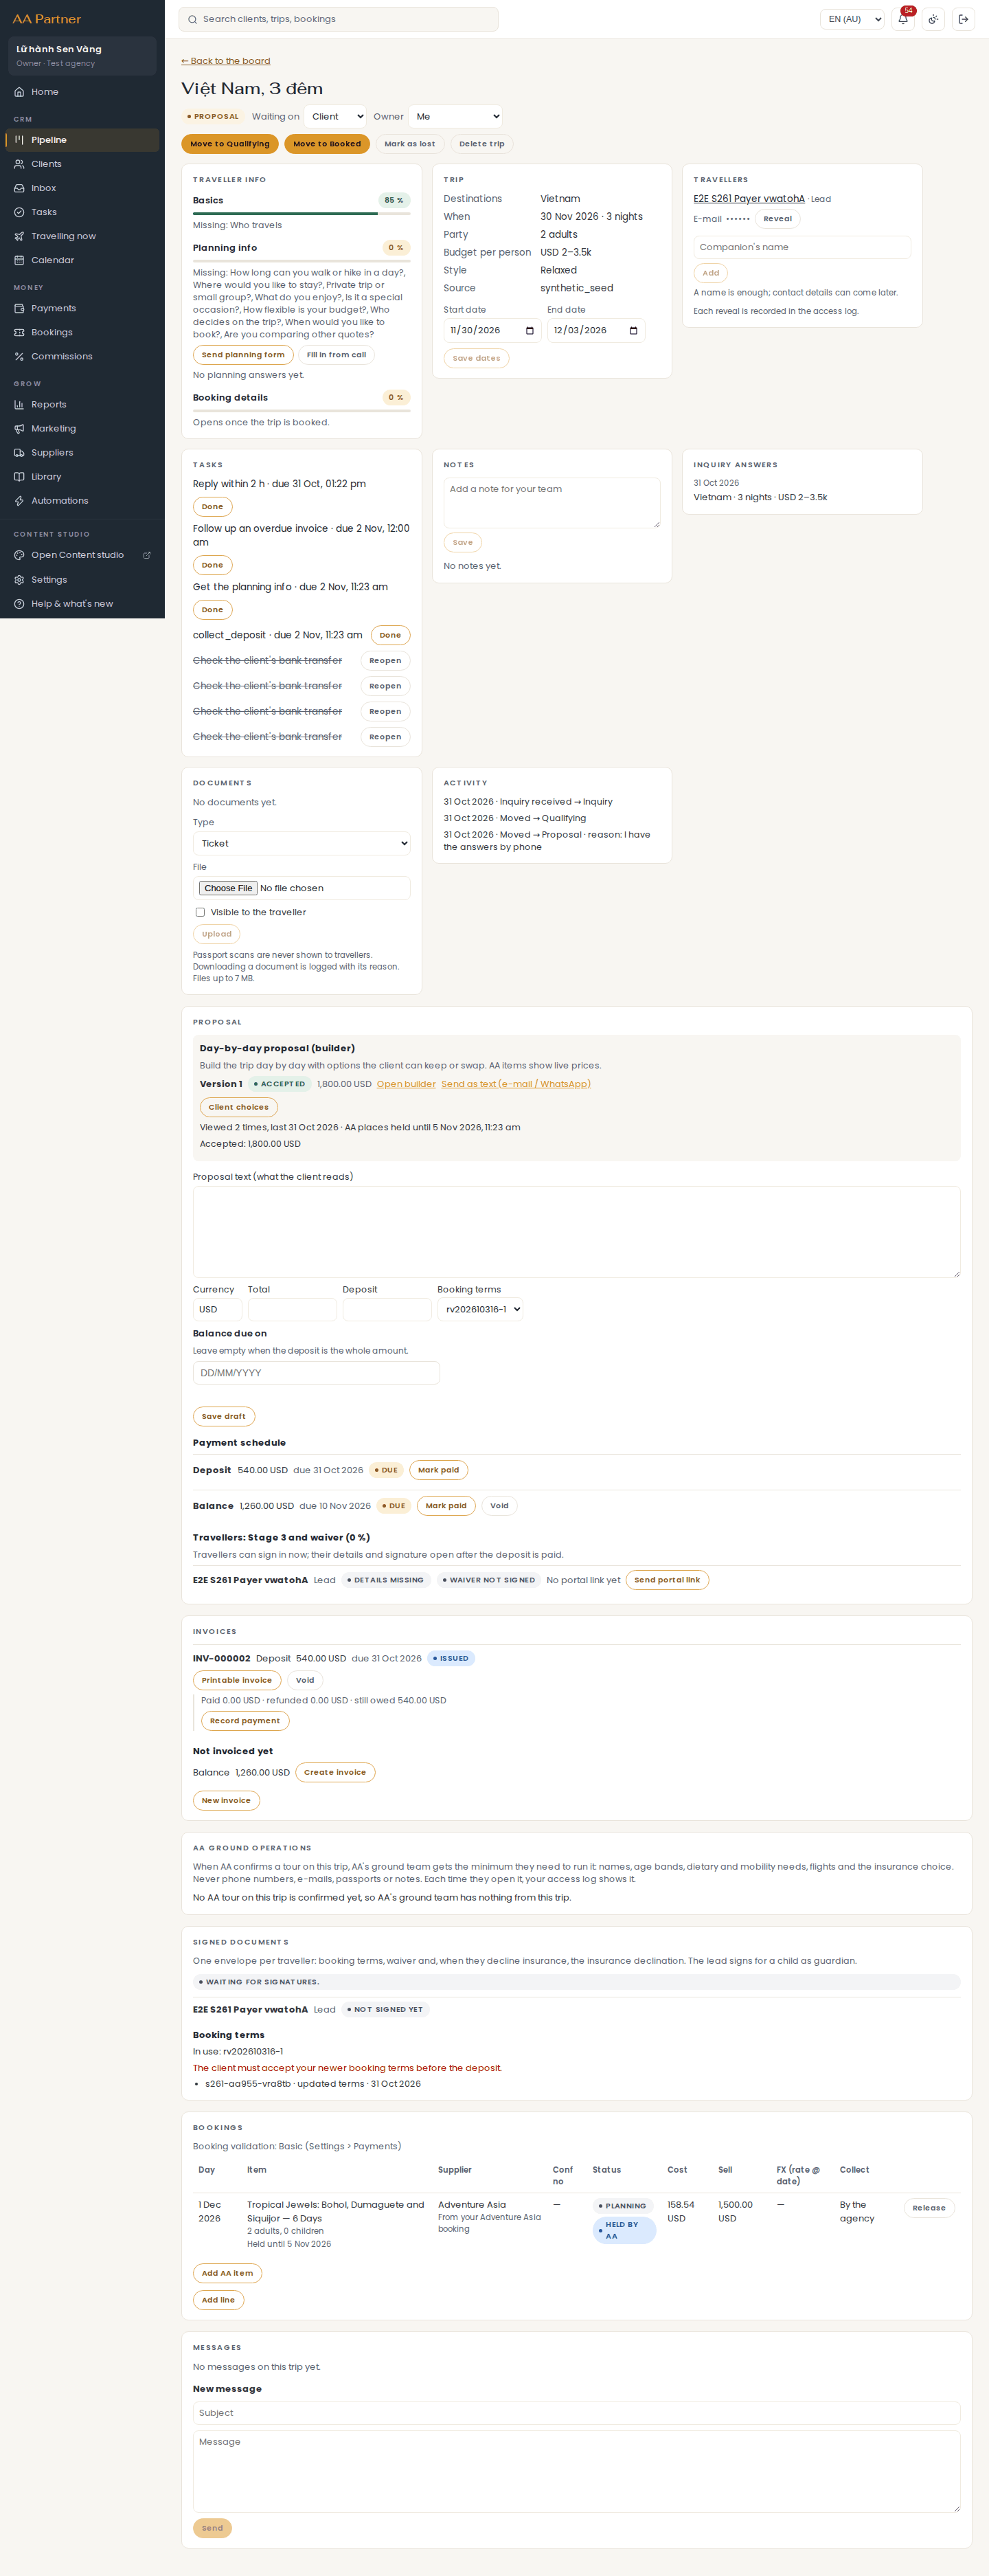 AA Partner
Lữ hành Sen Vàng
Owner · Test agency
Home
CRM
Pipeline
Clients
Inbox
Tasks
Travelling now
Calendar
MONEY
Payments
Bookings
Commissions
GROW
Reports
Marketing
Suppliers
Library
Automations
CONTENT STUDIO
Open Content studio
Settings
Help & what's new
Search clients, trips, bookings
EN (AU)
54
← Back to the board
Việt Nam, 3 đêm
PROPOSAL
Waiting on
Client
Owner
Me
Move to Qualifying
Move to Booked
Mark as lost
Delete trip
TRAVELLER INFO
Basics
85 %
Missing: Who travels
Planning info
0 %
Missing: How long can you walk or hike in a day?,
Where would you like to stay?, Private trip or
small group?, What do you enjoy?, Is it a special
occasion?, How flexible is your budget?, Who
decides on the trip?, When would you like to
book?, Are you comparing other quotes?
Send planning form
Fill in from call
No planning answers yet.
Booking details
0 %
Opens once the trip is booked.
TRIP
Destinations Vietnam
When 30 Nov 2026 · 3 nights
Party 2 adults
Budget per person USD 2–3.5k
Style Relaxed
Source synthetic_seed
Start date
11/30/2026
End date
12/03/2026
Save dates
TRAVELLERS
E2E S261 Payer vwatohA · Lead
E-mail ••••••
Reveal
Companion's name
Add
A name is enough; contact details can come later.
Each reveal is recorded in the access log.
TASKS
Reply within 2 h · due 31 Oct, 01:22 pm
Done
Follow up an overdue invoice · due 2 Nov, 12:00
am
Done
Get the planning info · due 2 Nov, 11:23 am
Done
collect_deposit · due 2 Nov, 11:23 am
Done
Check the client's bank transfer
Reopen
Check the client's bank transfer
Reopen
Check the client's bank transfer
Reopen
Check the client's bank transfer
Reopen
NOTES
Add a note for your team
Save
No notes yet.
INQUIRY ANSWERS
31 Oct 2026
Vietnam · 3 nights · USD 2–3.5k
DOCUMENTS
No documents yet.
Type
Ticket
File
Choose File No file chosen
Visible to the traveller
Upload
Passport scans are never shown to travellers.
Downloading a document is logged with its reason.
Files up to 7 MB.
ACTIVITY
31 Oct 2026 · Inquiry received → Inquiry
31 Oct 2026 · Moved → Qualifying
31 Oct 2026 · Moved → Proposal · reason: I have
the answers by phone
PROPOSAL
Day-by-day proposal (builder)
Build the trip day by day with options the client can keep or swap. AA items show live prices.
Version 1
ACCEPTED
1,800.00 USD
Open builder
Send as text (e-mail / WhatsApp)
Client choices
Viewed 2 times, last 31 Oct 2026 · AA places held until 5 Nov 2026, 11:23 am
Accepted: 1,800.00 USD
Proposal text (what the client reads)
Currency
Total
Deposit
Booking terms
USD
rv202610316-1
Balance due on
Leave empty when the deposit is the whole amount.
DD/MM/YYYY
Save draft
Payment schedule
Deposit 540.00 USD due 31 Oct 2026
DUE
Mark paid
Balance 1,260.00 USD due 10 Nov 2026
DUE
Mark paid
Void
Travellers: Stage 3 and waiver (0 %)
Travellers can sign in now; their details and signature open after the deposit is paid.
E2E S261 Payer vwatohA Lead
DETAILS MISSING
WAIVER NOT SIGNED
No portal link yet
Send portal link
INVOICES
INV-000002 Deposit 540.00 USD due 31 Oct 2026
ISSUED
Printable invoice
Void
Paid 0.00 USD · refunded 0.00 USD · still owed 540.00 USD
Record payment
Not invoiced yet
Balance 1,260.00 USD
Create invoice
New invoice
AA GROUND OPERATIONS
When AA confirms a tour on this trip, AA's ground team gets the minimum they need to run it: names, age bands, dietary and mobility needs, flights and the insurance choice.
Never phone numbers, e-mails, passports or notes. Each time they open it, your access log shows it.
No AA tour on this trip is confirmed yet, so AA's ground team has nothing from this trip.
SIGNED DOCUMENTS
One envelope per traveller: booking terms, waiver and, when they decline insurance, the insurance declination. The lead signs for a child as guardian.
WAITING FOR SIGNATURES.
E2E S261 Payer vwatohA Lead
NOT SIGNED YET
Booking terms
In use: rv202610316-1
The client must accept your newer booking terms before the deposit.
• s261-aa955-vra8tb · updated terms · 31 Oct 2026
BOOKINGS
Booking validation: Basic (Settings > Payments)
Day
Item
Supplier
Conf
no
Status
Cost
Sell
FX (rate @
date)
Collect
1 Dec
2026
Tropical Jewels: Bohol, Dumaguete and
Siquijor — 6 Days
2 adults, 0 children
Held until 5 Nov 2026
Adventure Asia
From your Adventure Asia
booking
—
PLANNING
HELD BY
AA
158.54
USD
1,500.00
USD
—
By the
agency
Release
Add AA item
Add line
MESSAGES
No messages on this trip yet.
New message
Subject
Message
Send